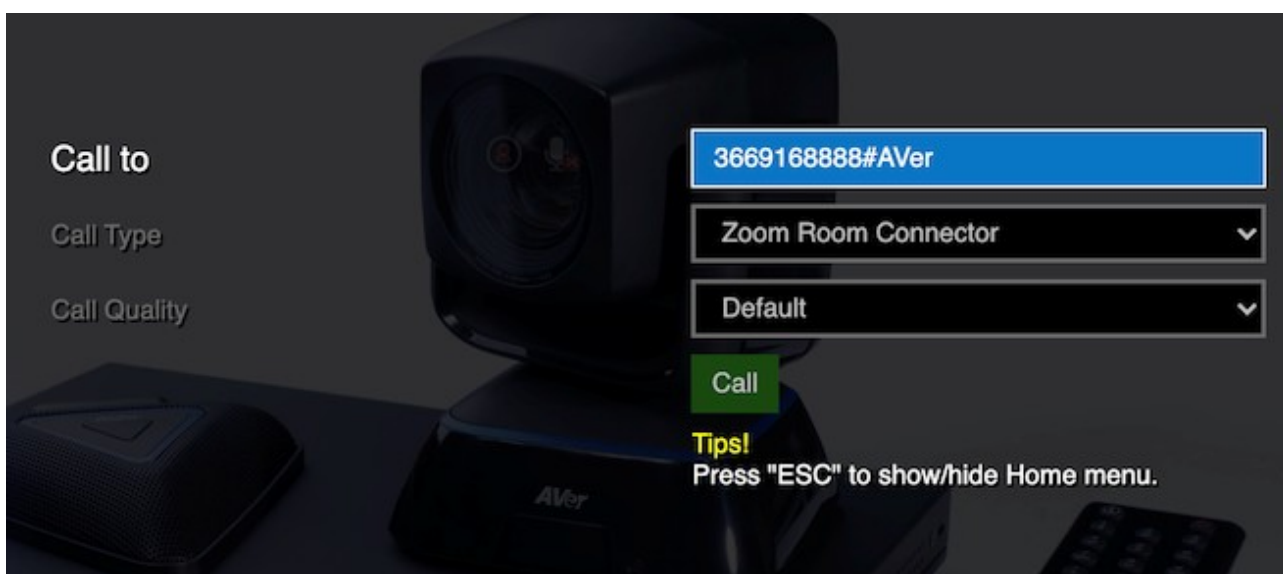 Call to
3669168888#AVer
Call Type
Zoom Room Connector
Call Quality
Default
Call
Tips!
Press "ESC" to show/hide Home menu.
AVer